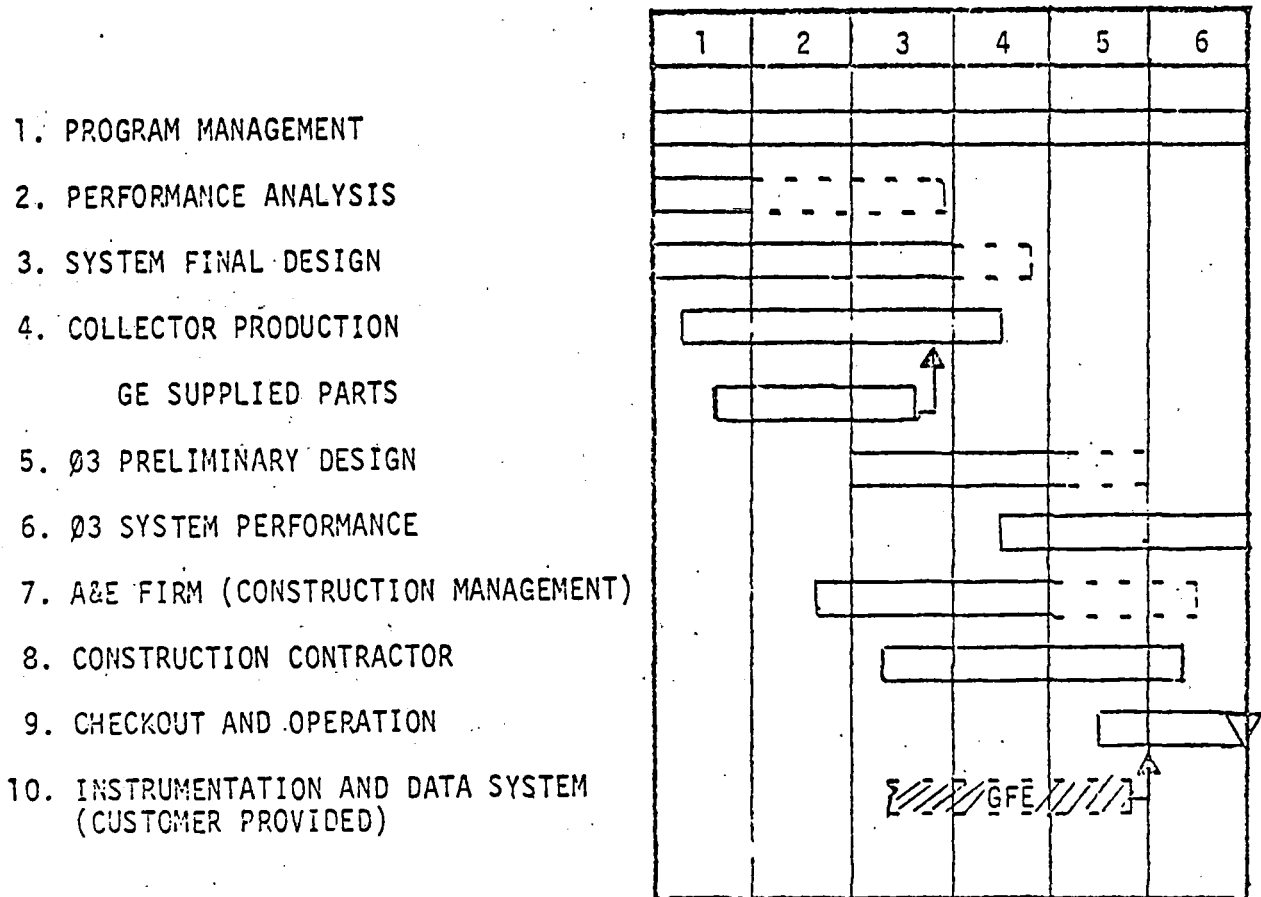 1 2 3 4 5 6
1. PROGRAM MANAGEMENT
2. PERFORMANCE ANALYSIS
3. SYSTEM FINAL DESIGN
4. COLLECTOR PRODUCTION
GE SUPPLIED PARTS
5. Ø3 PRELIMINARY DESIGN
6. Ø3 SYSTEM PERFORMANCE
7. A&E FIRM (CONSTRUCTION MANAGEMENT)
8. CONSTRUCTION CONTRACTOR
9. CHECKOUT AND OPERATION
10. INSTRUMENTATION AND DATA SYSTEM GFE
(CUSTOMER PROVIDED)